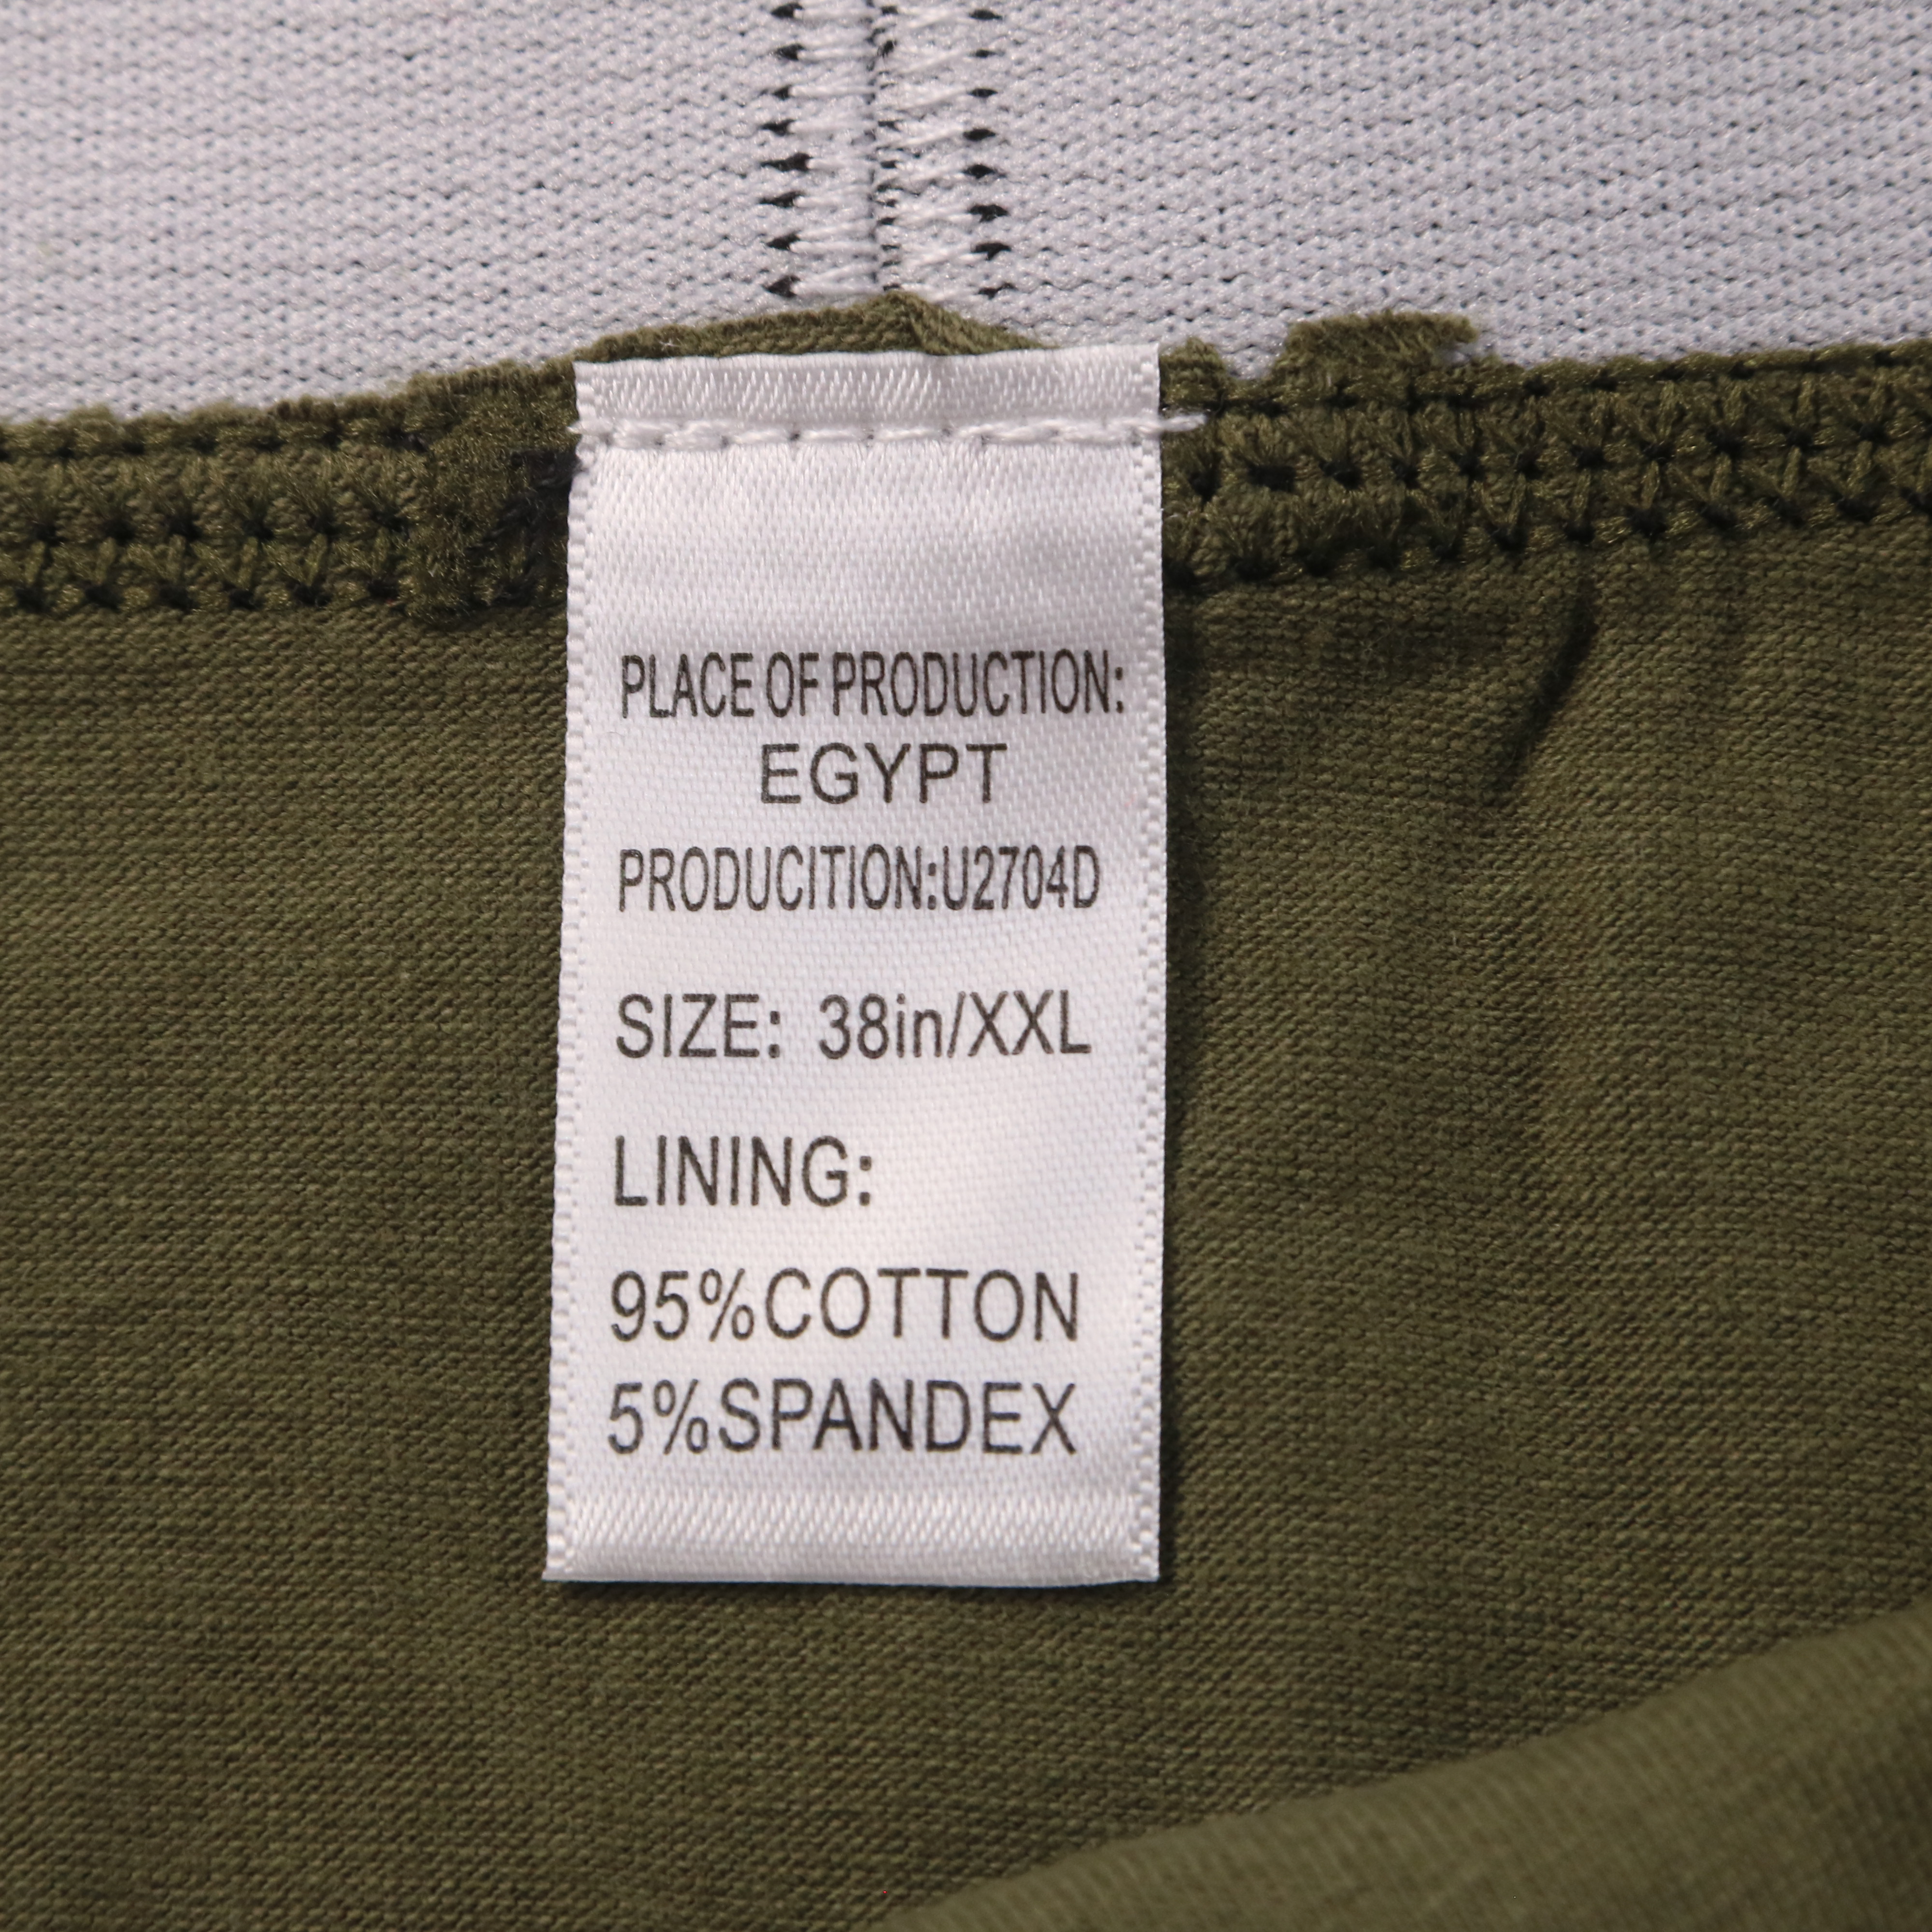 PLACE OF PRODUCTION:
EGYPT
PRODUCITION:U2704D
SIZE: 38in/XXL
LINING:
95%COTTON
5%SPANDEX